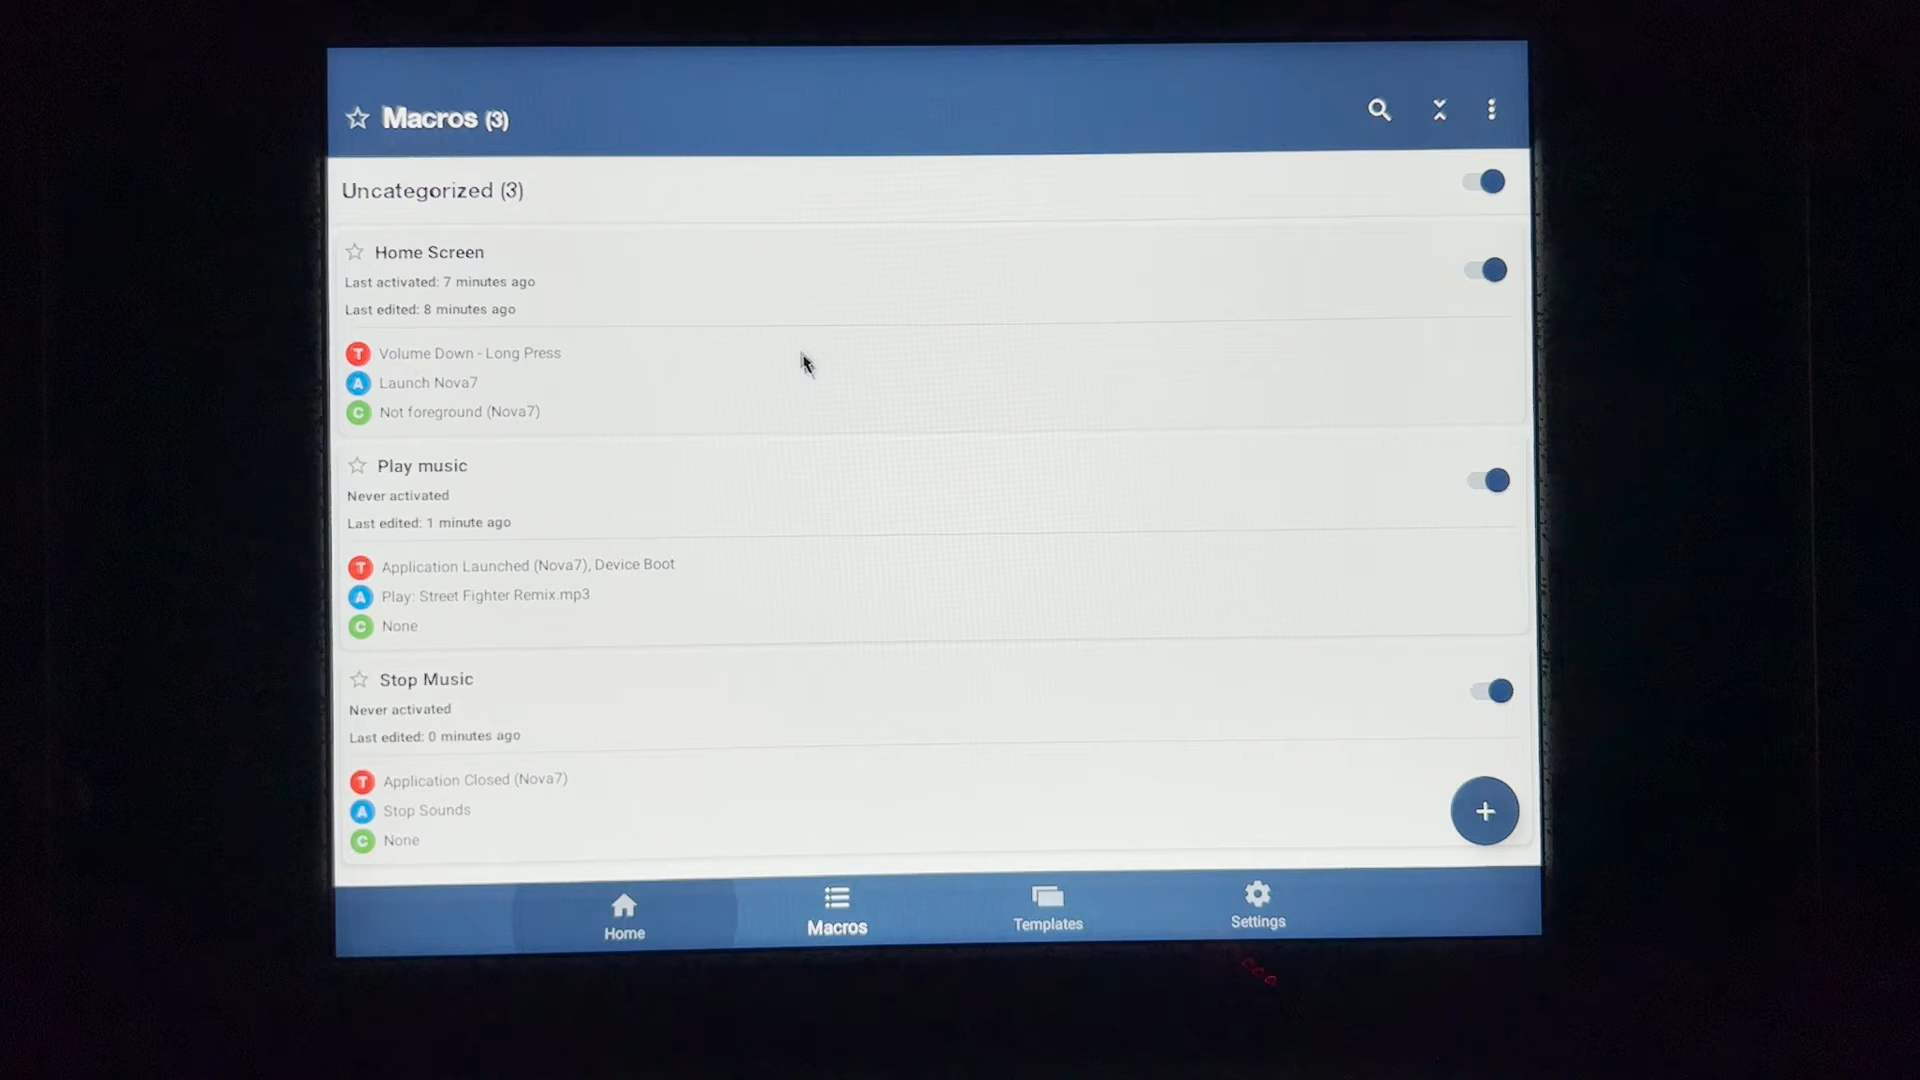 Macros (3)
Uncategorized (3)
Home Screen
Last activated: 7 minutes ago
Last edited: 8 minutes ago
T Volume Down - Long Press
A Launch Nova7
C Not foreground (Nova7)
Play music
Never activated
Last edited: 1 minute ago
T Application Launched (Nova7), Device Boot
A Play: Street Fighter Remix.mp3
C None
Stop Music
Never activated
Last edited: 0 minutes ago
T Application Closed (Nova7)
A Stop Sounds
C None
Home
Macros
Templates
Settings